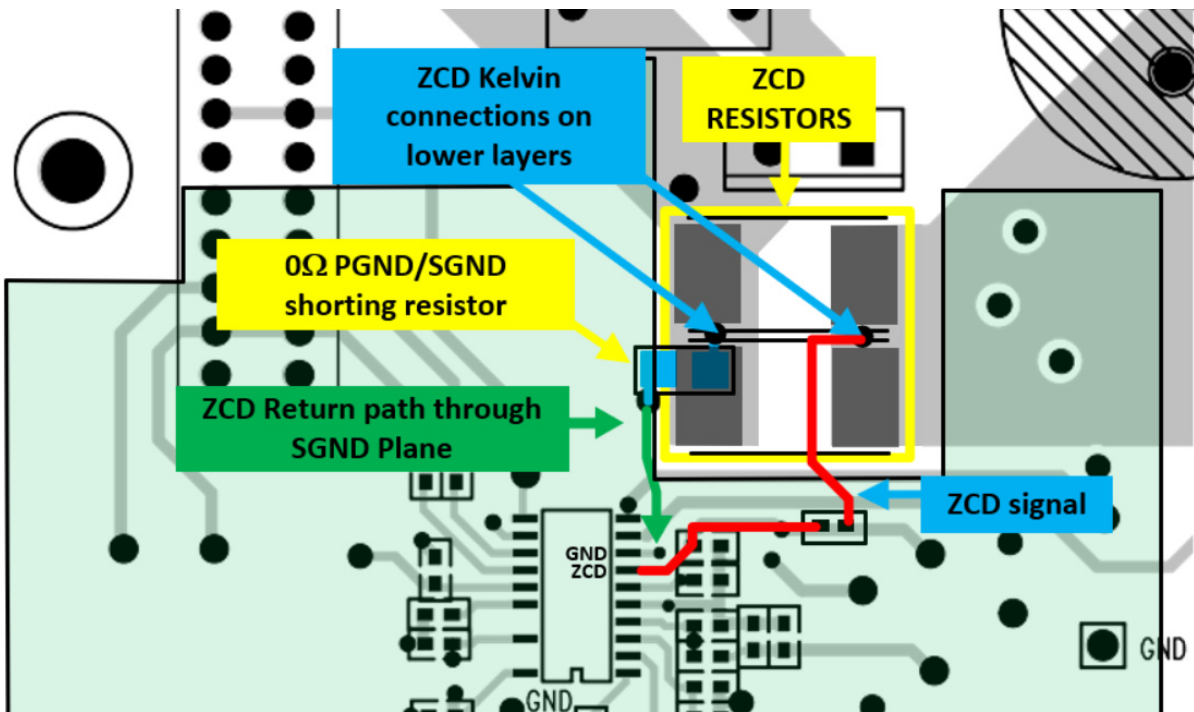 ZCD Kelvin
connections on
lower layers
ZCD
RESISTORS
0Ω PGND/SGND
shorting resistor
ZCD Return path through
SGND Plane
ZCD signal
GND
ZCD
GND
GND